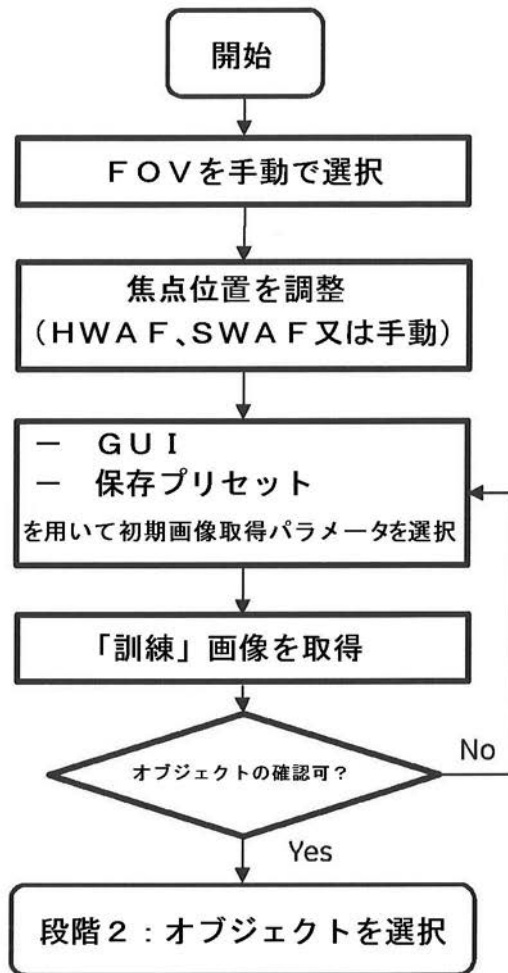 開始
FOVを手動で選択
焦点位置を調整
(HWAF、SWAF又は手動)
— GUI
— 保存プリセット
を用いて初期画像取得パラメータを選択
「訓練」画像を取得
オブジェクトの確認可?
No
Yes
段階2:オブジェクトを選択